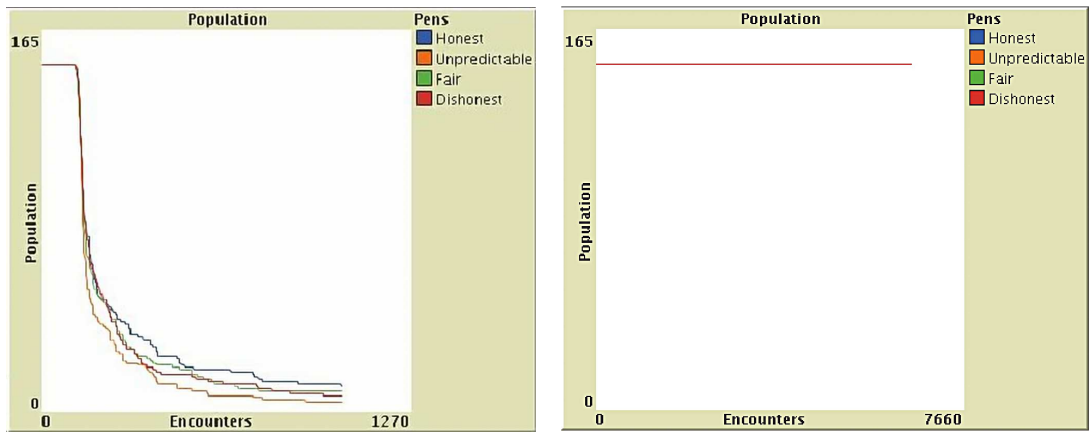 Population
Pens
165
Honest
Unpredictable
Fair
Dishonest
Population
0
0
Encounters
1270
Population
Pens
165
Honest
Unpredictable
Fair
Dishonest
Population
0
0
Encounters
7660